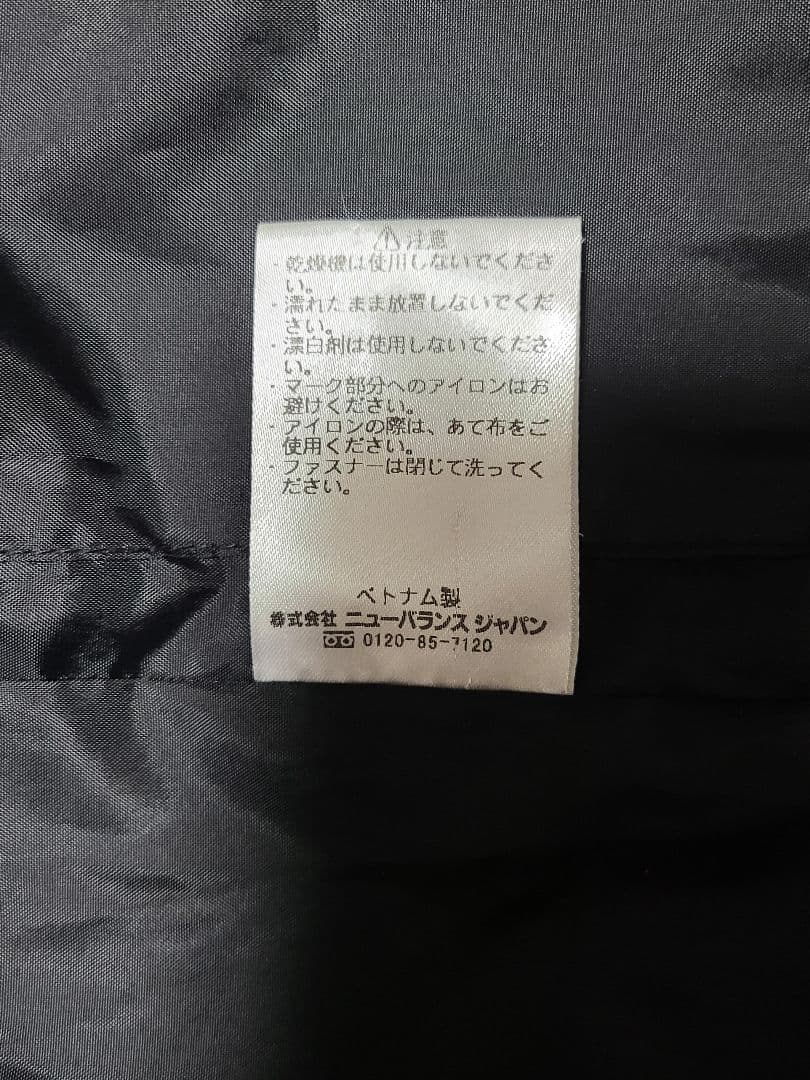 ⚠注意
・乾燥機は使用しないでくださ
い。
・濡れたまま放置しないでくだ
さい。
・漂白剤は使用しないでくださ
い。
・マーク部分へのアイロンはお
避けください。
・アイロンの際は、あて布をご
使用ください。
・ファスナーは閉じて洗ってく
ださい。
ベトナム製
株式会社 ニューバランス ジャパン
0120-85-7120